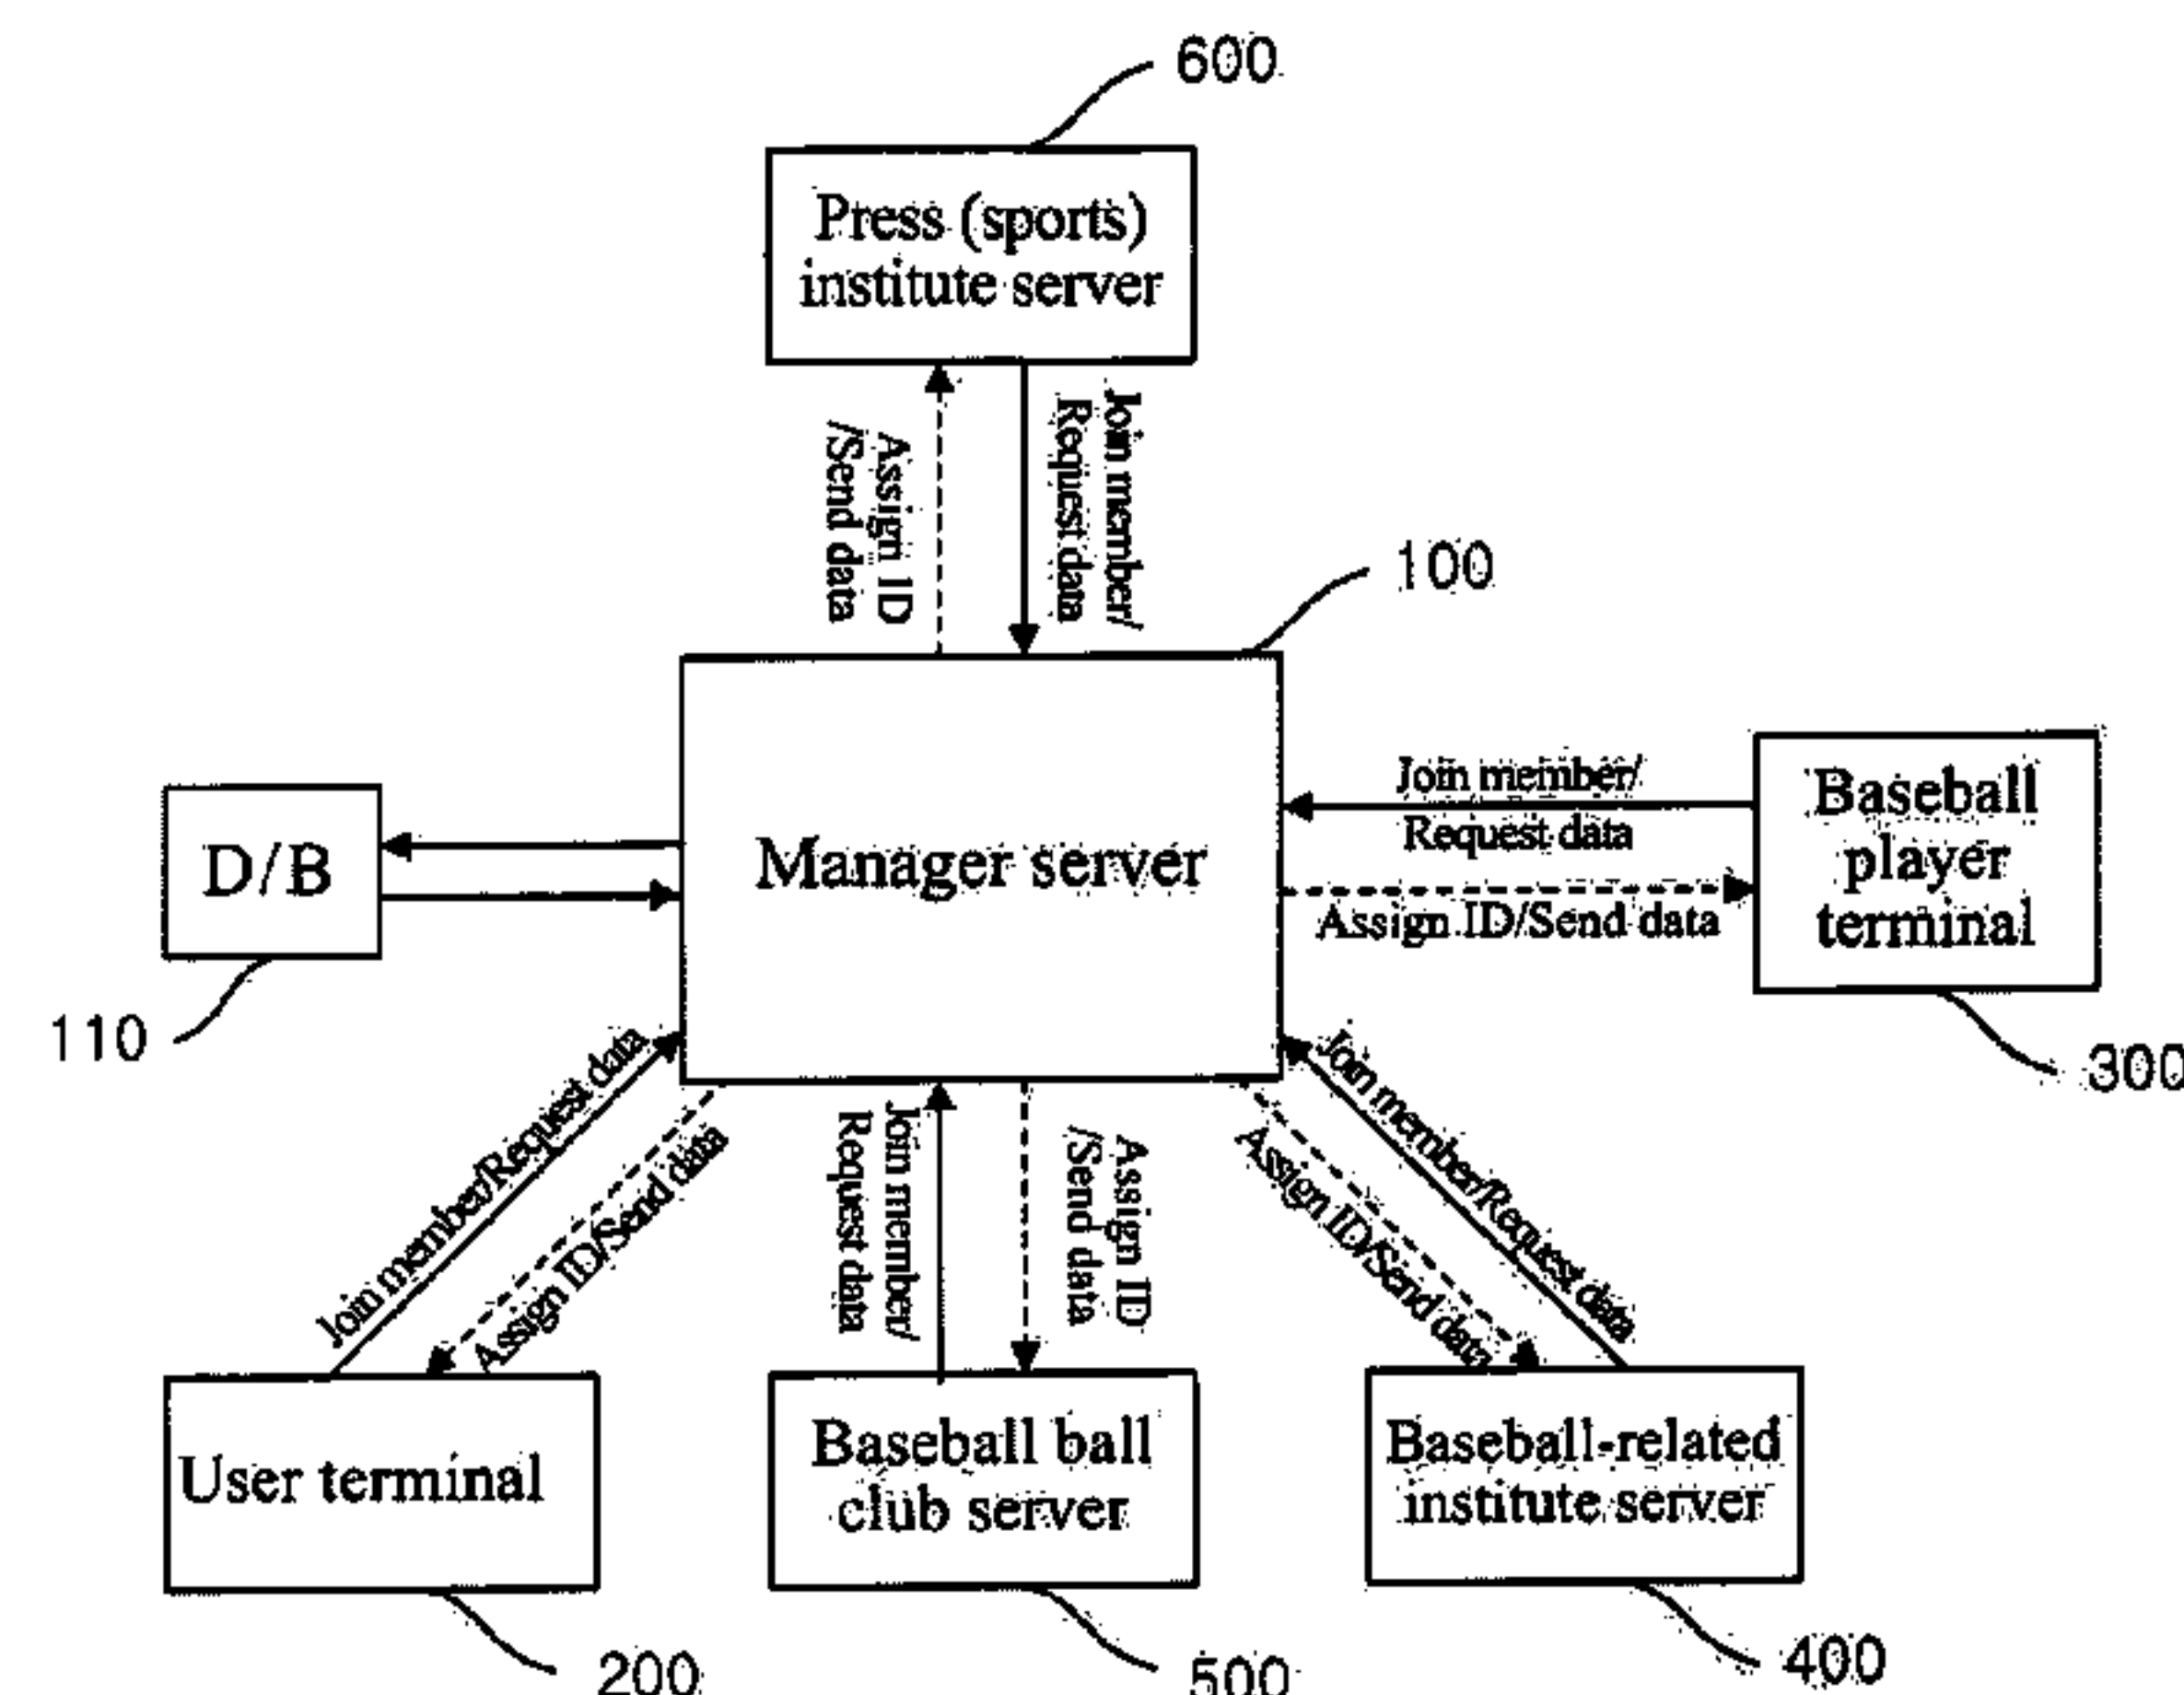 600
Press (sports)
institute server
Assign ID
/Send data
Join member/
Request data
100
D/B
110
Manager server
Join member/
Request data
Assign ID/Send data
Baseball
player
terminal
300
Join member/Request data
Assign ID/Send data
Join member/
Request data
Assign ID
/Send data
Join member/Request data
Assign ID/Send data
User terminal
200
Baseball ball
club server
500
Baseball-related
institute server
400